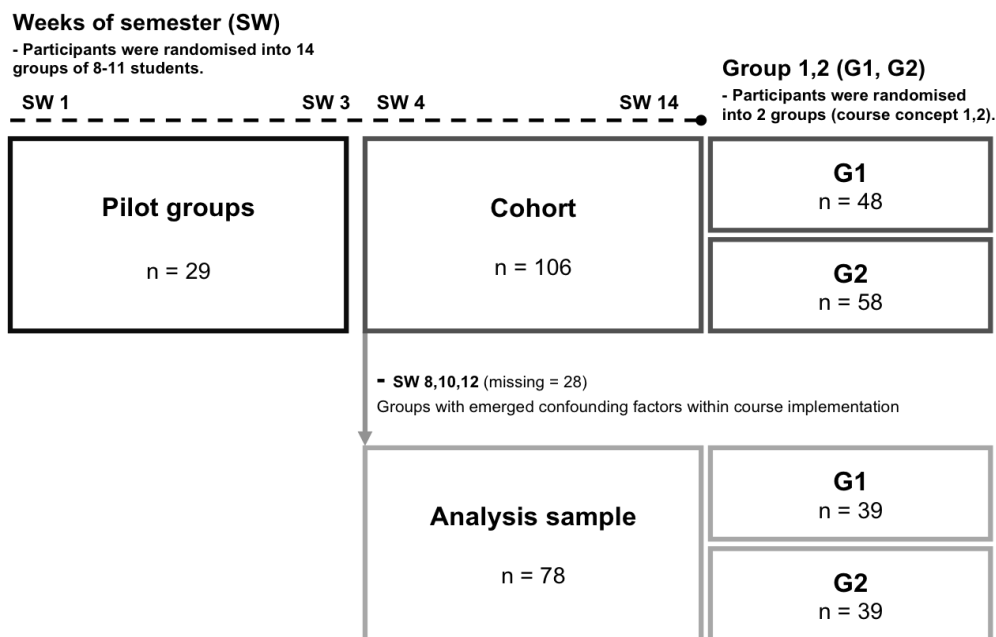 Weeks of semester (SW)
- Participants were randomised into 14
groups of 8-11 students.
SW 1
SW 3
SW 4
SW 14
Group 1,2 (G1, G2)
- Participants were randomised
into 2 groups (course concept 1,2).
Pilot groups
n = 29
Cohort
n = 106
G1
n = 48
G2
n = 58
- SW 8,10,12 (missing = 28)
Groups with emerged confounding factors within course implementation
Analysis sample
n = 78
G1
n = 39
G2
n = 39